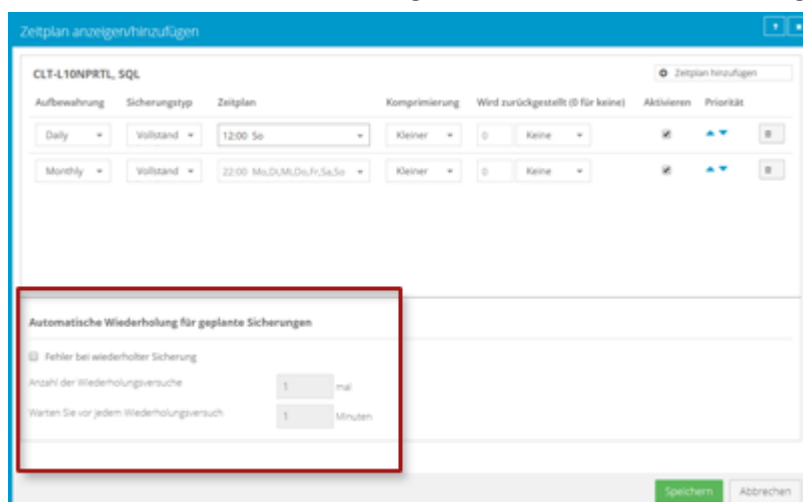 Zeitplan anzeigen/hinzufügen
CLT-L10NPRTL, SQL
Zeitplan hinzufügen
Aufbewahrung Sicherungstyp Zeitplan Komprimierung Wird zurückgestellt (0 für keine) Aktivieren Priorität
Daily Vollständ 12:00 So Kleiner 0 Keine
Monthly Vollständ 22:00 Mo,Di,Mi,Do,Fr,Sa,So Kleiner 0 Keine
Automatische Wiederholung für geplante Sicherungen
Fehler bei wiederholter Sicherung
Anzahl der Wiederholungsversuche 1 mal
Warten Sie vor jedem Wiederholungsversuch 1 Minuten
Speichern Abbrechen